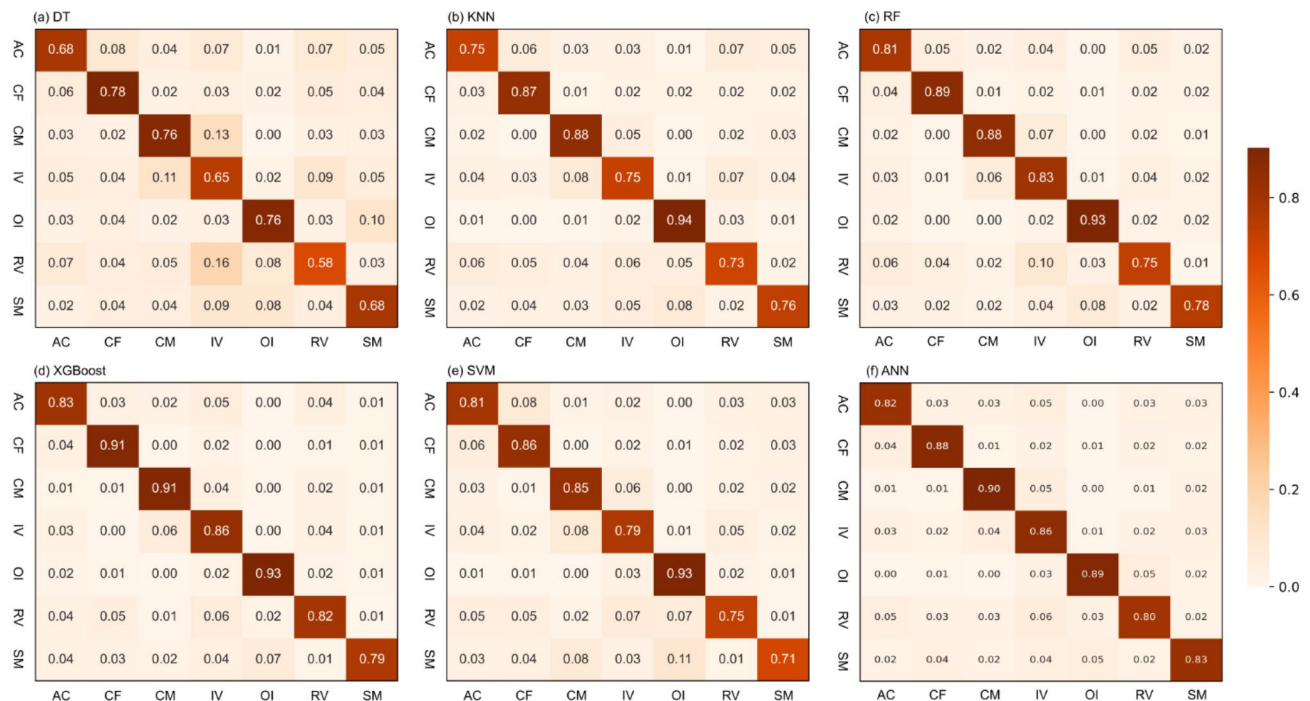 (a) DT
(b) KNN
(c) RF
AC 0.68 0.08 0.04 0.07 0.01 0.07 0.05
CF 0.06 0.78 0.02 0.03 0.02 0.05 0.04
CM 0.03 0.02 0.76 0.13 0.00 0.03 0.03
IV 0.05 0.04 0.11 0.65 0.02 0.09 0.05
OI 0.03 0.04 0.02 0.03 0.76 0.03 0.10
RV 0.07 0.04 0.05 0.16 0.08 0.58 0.03
SM 0.02 0.04 0.04 0.09 0.08 0.04 0.68
AC CF CM IV OI RV SM
AC 0.75 0.06 0.03 0.03 0.01 0.07 0.05
CF 0.03 0.87 0.01 0.02 0.02 0.02 0.02
CM 0.02 0.00 0.88 0.05 0.00 0.02 0.03
IV 0.04 0.03 0.08 0.75 0.01 0.07 0.04
OI 0.01 0.00 0.01 0.02 0.94 0.03 0.01
RV 0.06 0.05 0.04 0.06 0.05 0.73 0.02
SM 0.02 0.04 0.03 0.05 0.08 0.02 0.76
AC CF CM IV OI RV SM
AC 0.81 0.05 0.02 0.04 0.00 0.05 0.02
CF 0.04 0.89 0.01 0.02 0.01 0.02 0.02
CM 0.02 0.00 0.88 0.07 0.00 0.02 0.01
IV 0.03 0.01 0.06 0.83 0.01 0.04 0.02
OI 0.02 0.00 0.00 0.02 0.93 0.02 0.02
RV 0.06 0.04 0.02 0.10 0.03 0.75 0.01
SM 0.03 0.02 0.02 0.04 0.08 0.02 0.78
AC CF CM IV OI RV SM
(d) XGBoost
(e) SVM
(f) ANN
AC 0.83 0.03 0.02 0.05 0.00 0.04 0.01
CF 0.04 0.91 0.00 0.02 0.01 0.01 0.01
CM 0.01 0.01 0.91 0.04 0.00 0.02 0.01
IV 0.03 0.00 0.06 0.86 0.00 0.04 0.01
OI 0.02 0.01 0.00 0.02 0.93 0.02 0.01
RV 0.04 0.05 0.01 0.06 0.02 0.82 0.01
SM 0.04 0.03 0.02 0.04 0.07 0.01 0.79
AC CF CM IV OI RV SM
AC 0.81 0.08 0.01 0.02 0.00 0.03 0.03
CF 0.06 0.86 0.00 0.02 0.01 0.02 0.03
CM 0.03 0.01 0.85 0.06 0.00 0.02 0.02
IV 0.04 0.02 0.08 0.79 0.01 0.05 0.02
OI 0.01 0.01 0.00 0.03 0.93 0.02 0.01
RV 0.05 0.05 0.02 0.07 0.07 0.75 0.01
SM 0.03 0.04 0.08 0.03 0.11 0.01 0.71
AC CF CM IV OI RV SM
AC 0.82 0.03 0.03 0.05 0.00 0.03 0.03
CF 0.04 0.88 0.01 0.02 0.01 0.02 0.02
CM 0.01 0.01 0.90 0.05 0.00 0.01 0.02
IV 0.03 0.02 0.04 0.86 0.01 0.02 0.03
OI 0.00 0.01 0.00 0.03 0.89 0.05 0.02
RV 0.05 0.03 0.01 0.06 0.03 0.80 0.02
SM 0.02 0.04 0.02 0.04 0.05 0.02 0.83
AC CF CM IV OI RV SM
0.8
0.6
0.4
0.2
0.0